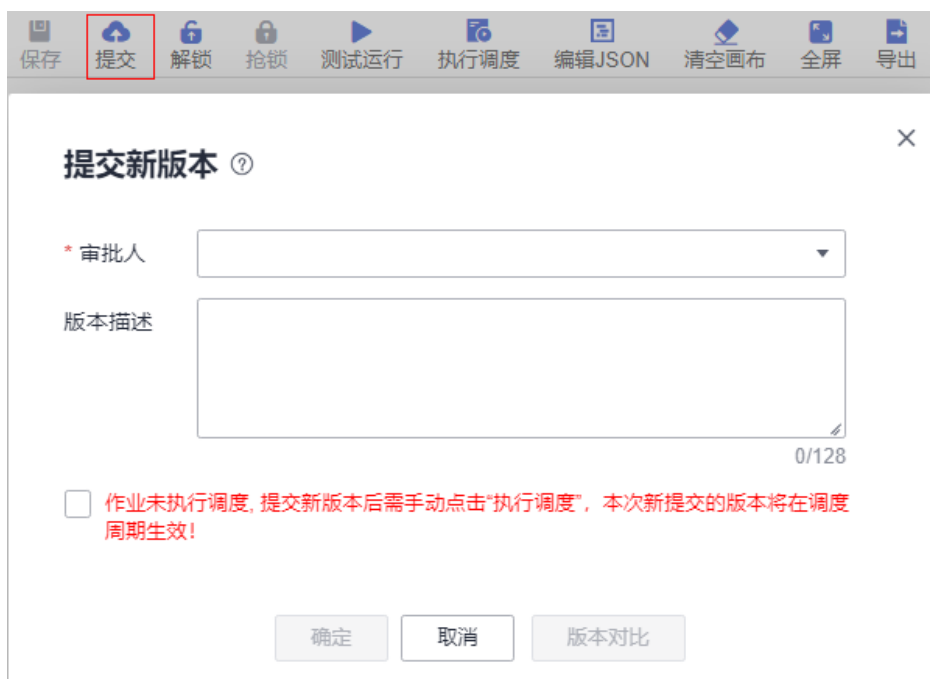 保存 提交 解锁 抢锁 测试运行 执行调度 编辑JSON 清空画布 全屏 导出
提交新版本
* 审批人
版本描述
0/128
作业未执行调度, 提交新版本后需手动点击“执行调度”，本次新提交的版本将在调度
周期生效!
确定 取消 版本对比